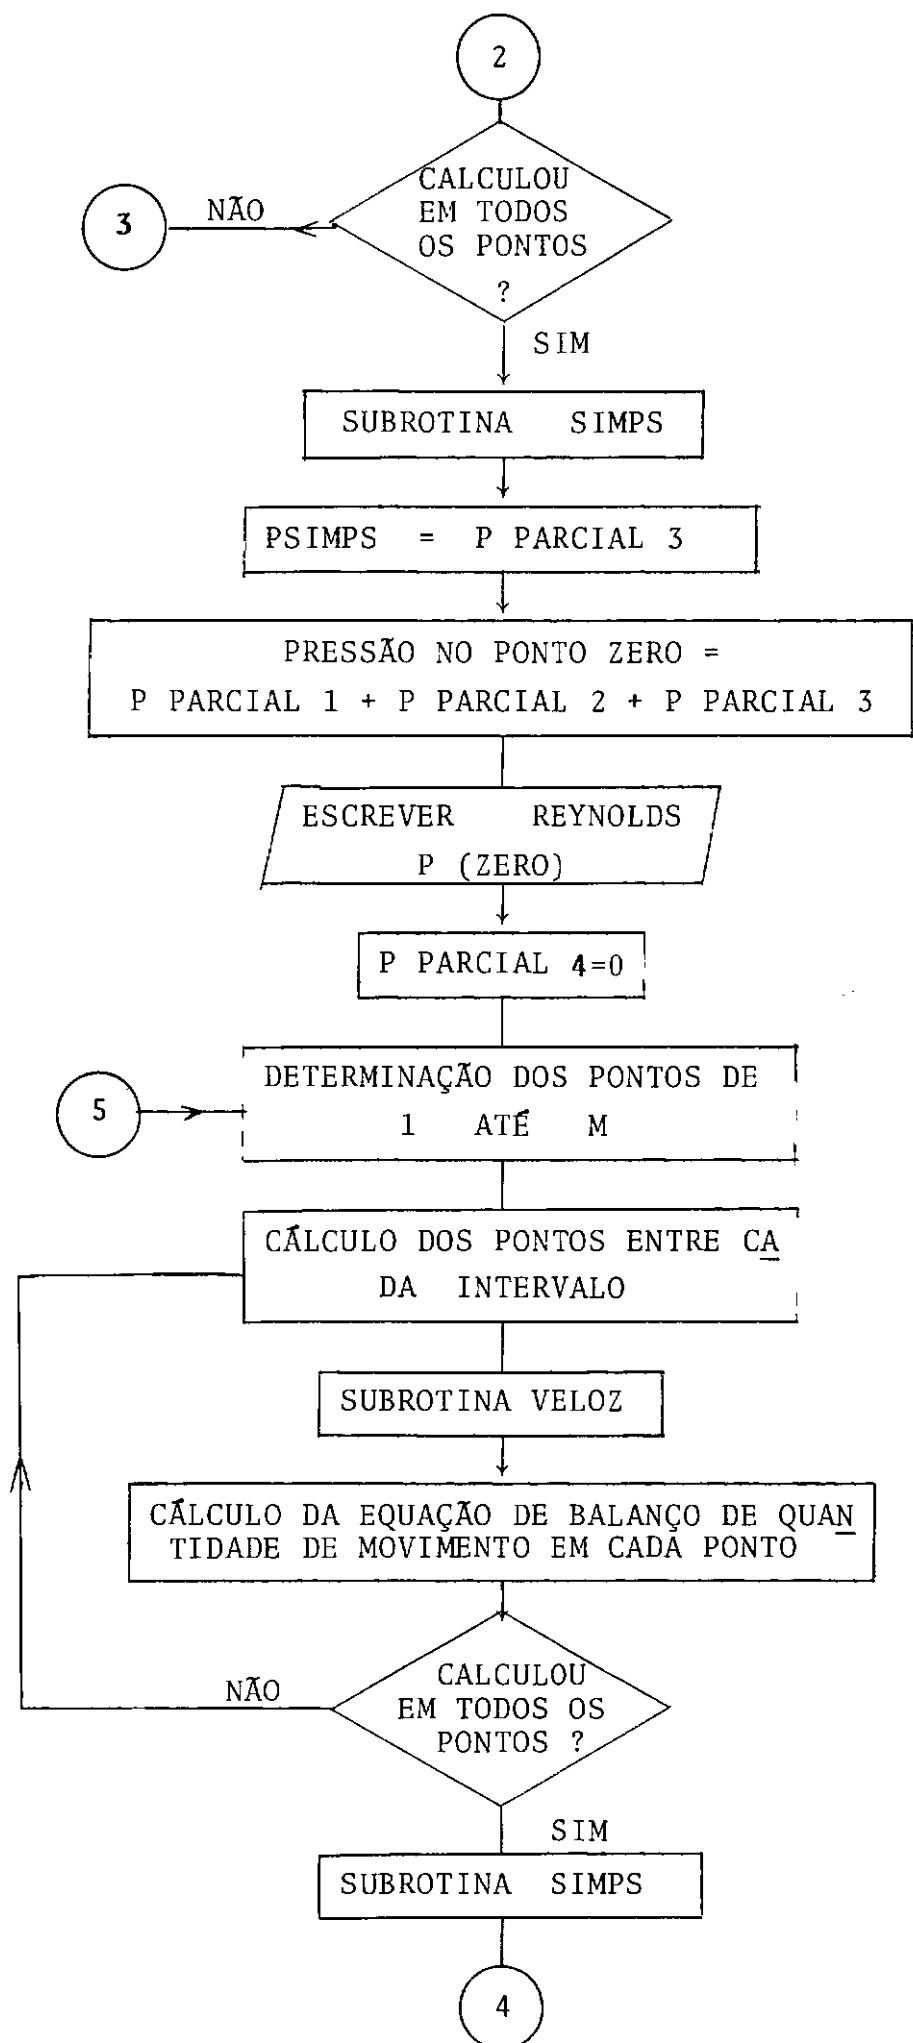 2
CALCULOU
EM TODOS
OS PONTOS
?
NÃO
3
SIM
SUBROTINA SIMPS
PSIMPS = P PARCIAL 3
PRESSÃO NO PONTO ZERO =
P PARCIAL 1 + P PARCIAL 2 + P PARCIAL 3
ESCREVER REYNOLDS
P (ZERO)
P PARCIAL 4=0
DETERMINAÇÃO DOS PONTOS DE
1 ATÉ M
5
CÁLCULO DOS PONTOS ENTRE CA
DA INTERVALO
SUBROTINA VELOZ
CÁLCULO DA EQUAÇÃO DE BALANÇO DE QUAN
TIDADE DE MOVIMENTO EM CADA PONTO
CALCULOU
EM TODOS OS
PONTOS ?
NÃO
SIM
SUBROTINA SIMPS
4